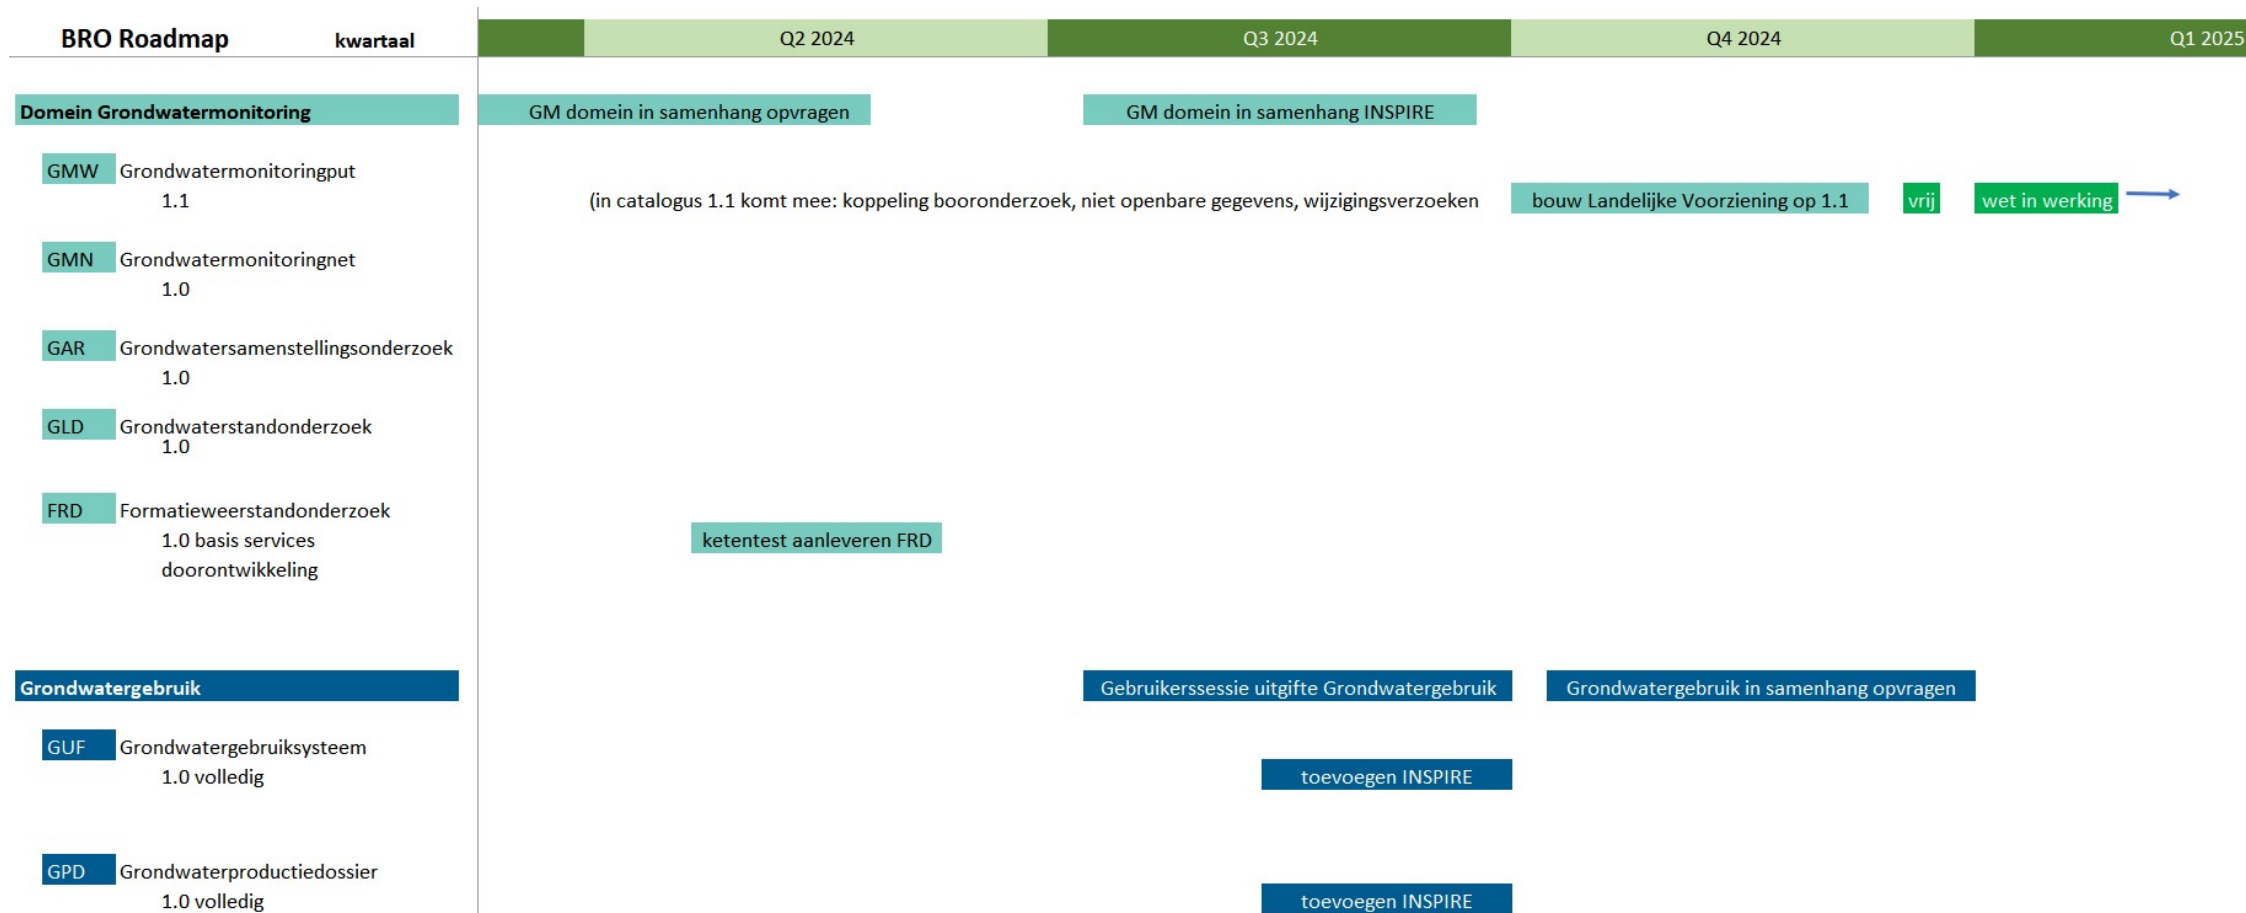 BRO Roadmap kwartaal Q2 2024 Q3 2024 Q4 2024 Q1 2025
Domein Grondwatermonitoring GM domein in samenhang opvragen GM domein in samenhang INSPIRE
GMW Grondwatermonitoringput
1.1 (in catalogus 1.1 komt mee: koppeling booronderzoek, niet openbare gegevens, wijzigingsverzoeken bouw Landelijke Voorziening op 1.1 vrij wet in werking
GMN Grondwatermonitoringnet
1.0
GAR Grondwatersamenstellingsonderzoek
1.0
GLD Grondwaterstandonderzoek
1.0
FRD Formatieweerstandonderzoek
1.0 basis services ketentest aanleveren FRD
doorontwikkeling
Grondwatergebruik Gebruikerssessie uitgifte Grondwatergebruik Grondwatergebruik in samenhang opvragen
GUF Grondwatergebruiksysteem
1.0 volledig toevoegen INSPIRE
GPD Grondwaterproductiedossier
1.0 volledig toevoegen INSPIRE